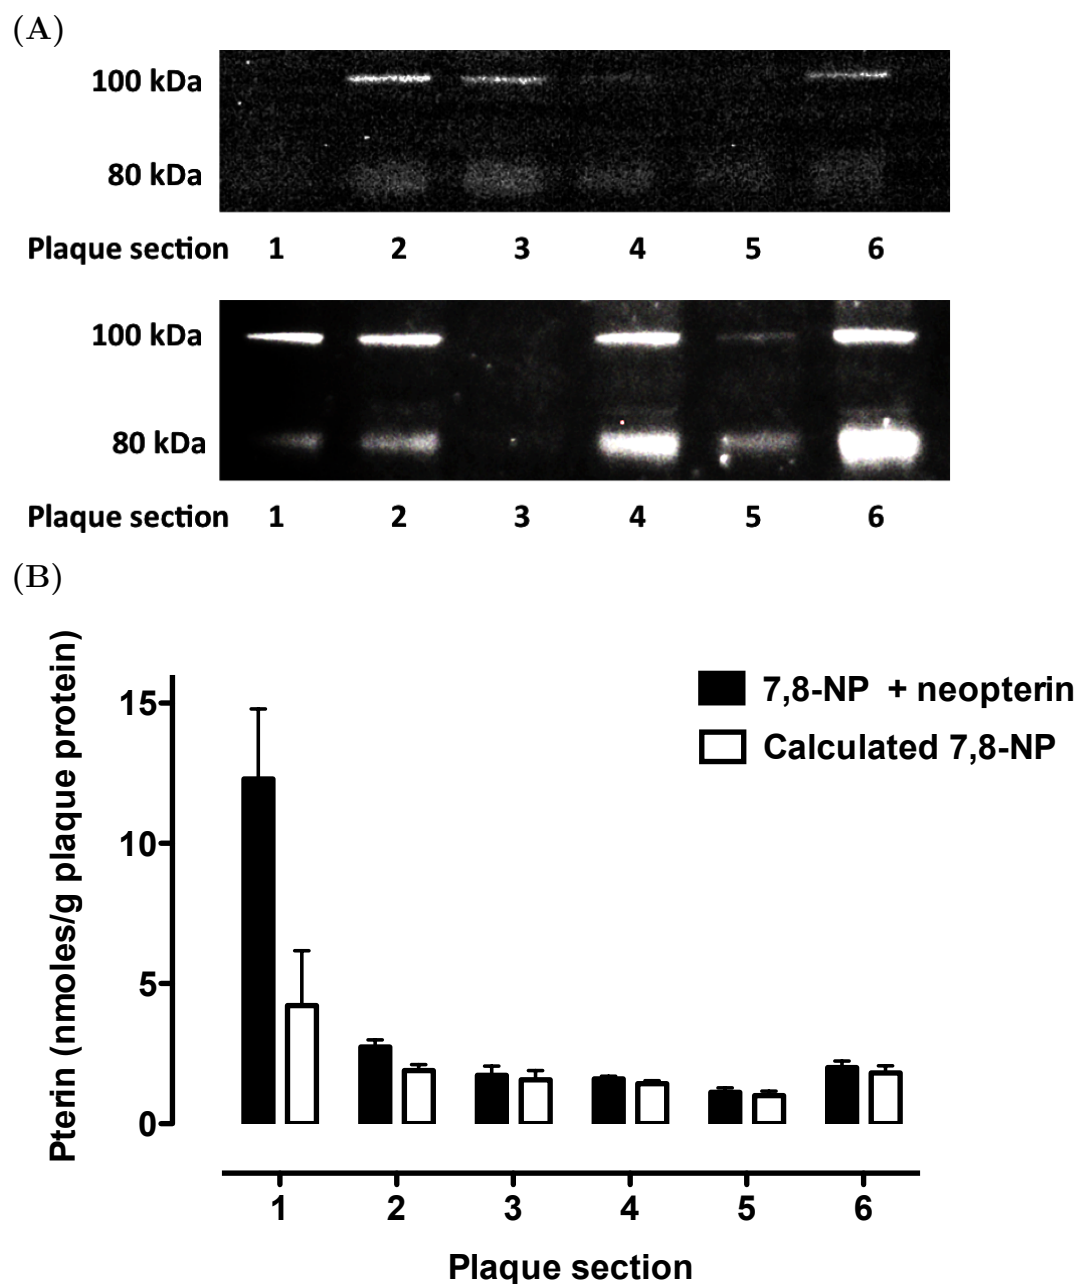 (A)
100 kDa
80 kDa
Plaque section 1 2 3 4 5 6
100 kDa
80 kDa
Plaque section 1 2 3 4 5 6
(B)
Pterin (nmoles/g plaque protein)
15
10
5
0
7,8-NP + neopterin
Calculated 7,8-NP
1 2 3 4 5 6
Plaque section